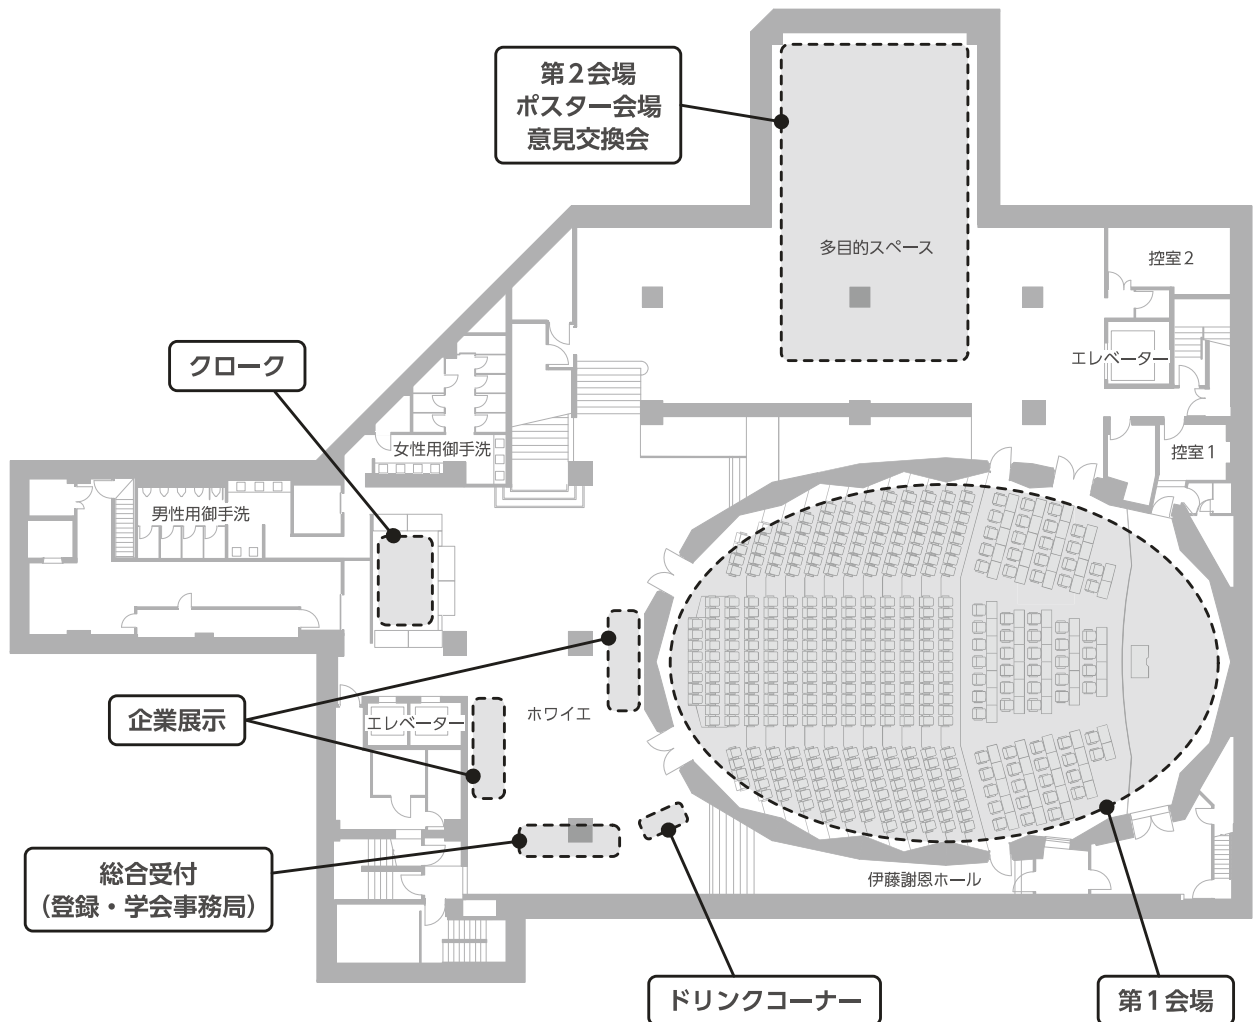 第2会場
ポスター会場
意見交換会
多目的スペース
控室2
エレベーター
クローク
女性用御手洗
控室1
男性用御手洗
企業展示
エレベーター
ホワイエ
総合受付
(登録・学会事務局)
伊藤謝恩ホール
ドリンクコーナー
第1会場